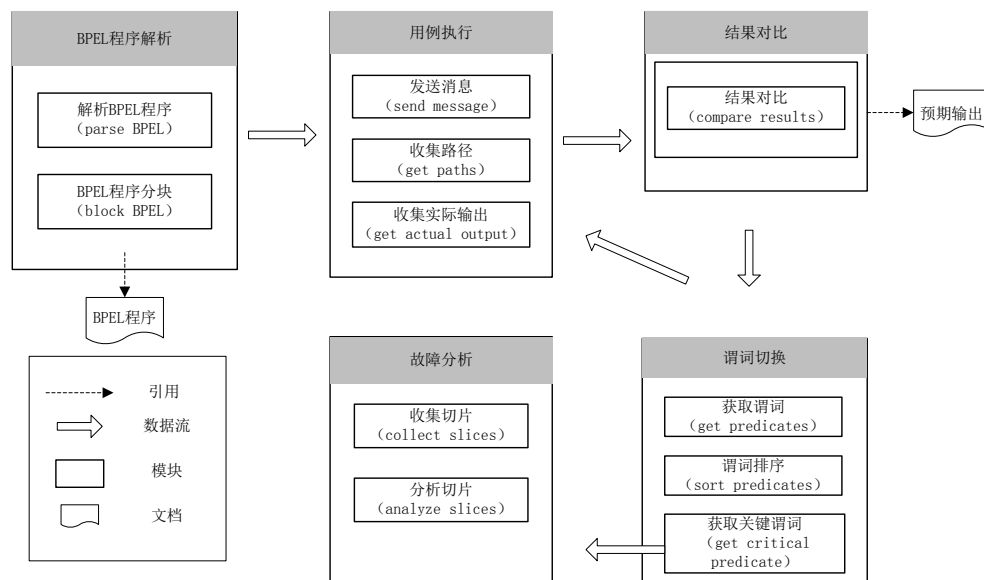 BPEL程序解析
解析BPEL程序
(parse BPEL)
BPEL程序分块
(block BPEL)
BPEL程序
用例执行
发送消息
(send message)
收集路径
(get paths)
收集实际输出
(get actual output)
结果对比
结果对比
(compare results)
预期输出
引用
数据流
模块
文档
故障分析
收集切片
(collect slices)
分析切片
(analyze slices)
谓词切换
获取谓词
(get predicates)
谓词排序
(sort predicates)
获取关键谓词
(get critical
predicate)